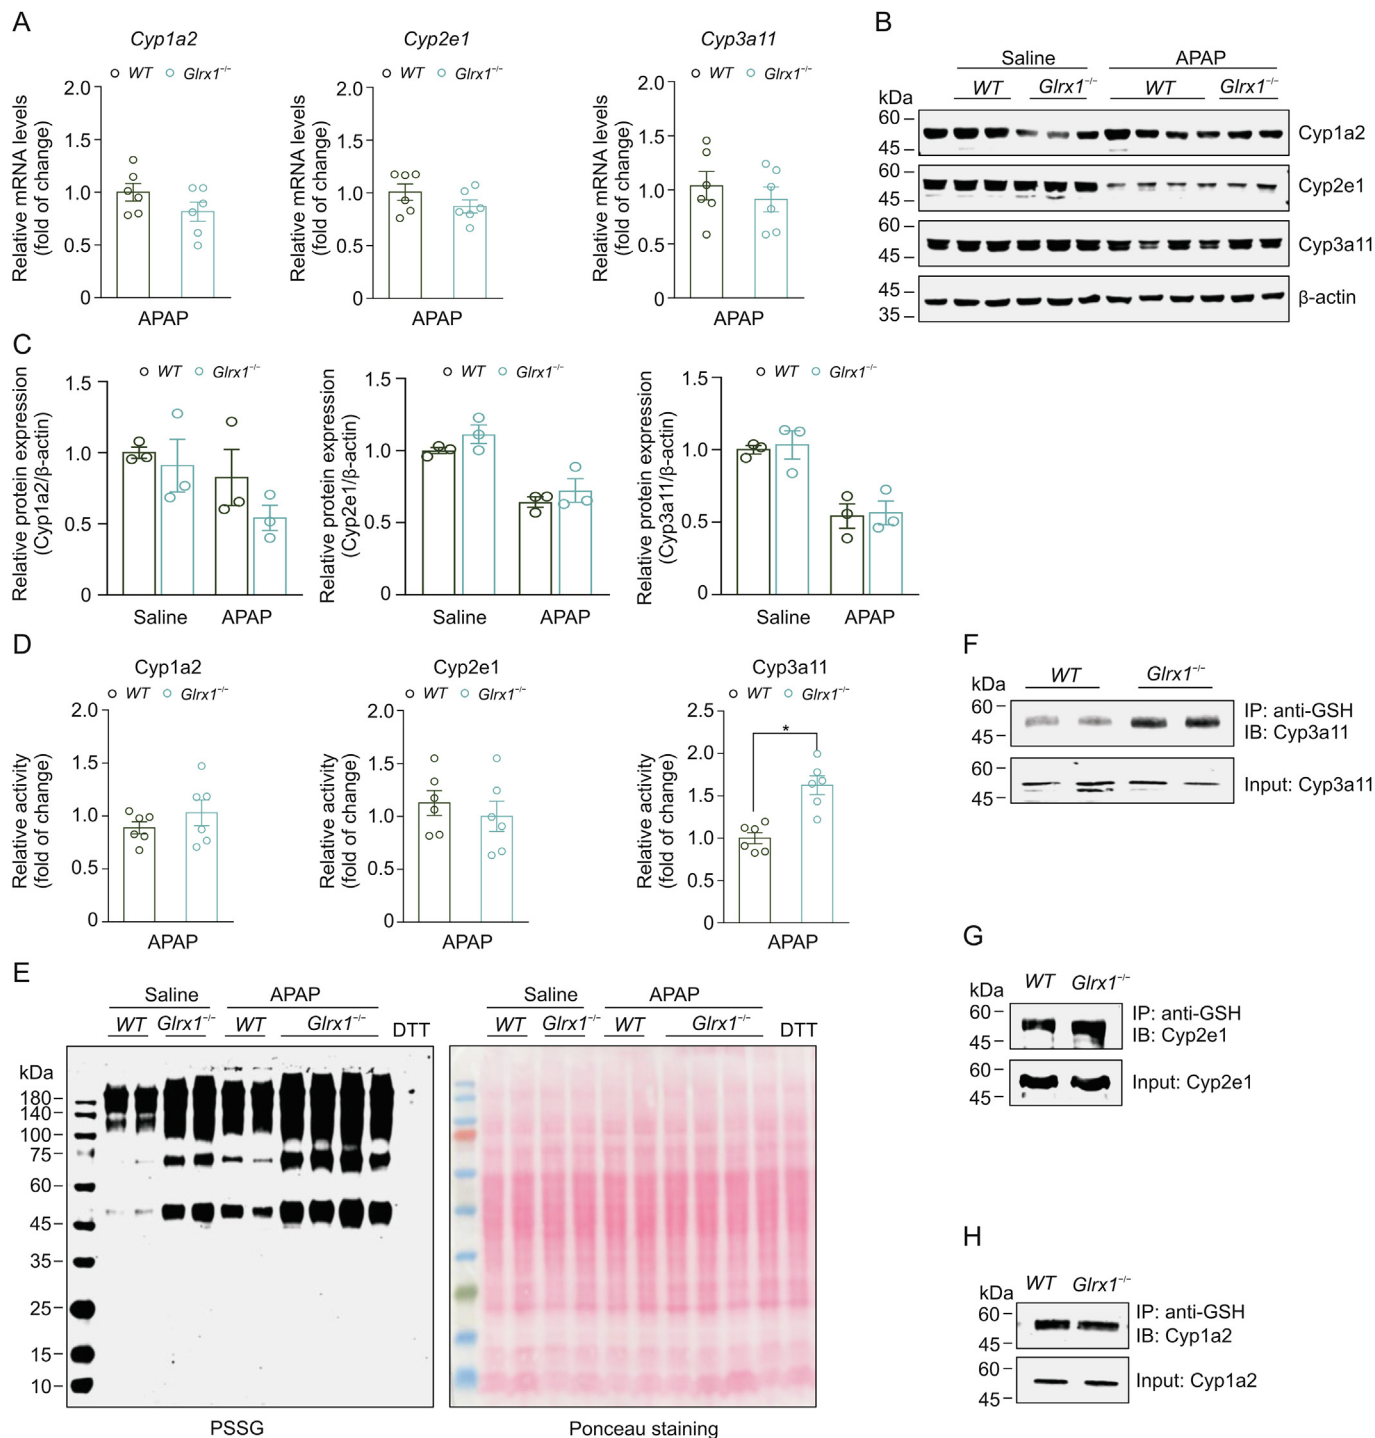 A
Cyp1a2
WT Glrx1⁻/⁻
Relative mRNA levels
(fold of change)
2.0
1.5
1.0
0.5
0
APAP
Cyp2e1
WT Glrx1⁻/⁻
Relative mRNA levels
(fold of change)
2.0
1.5
1.0
0.5
0
APAP
Cyp3a11
WT Glrx1⁻/⁻
Relative mRNA levels
(fold of change)
2.0
1.5
1.0
0.5
0
APAP
B
Saline APAP
WT Glrx1⁻/⁻ WT Glrx1⁻/⁻
kDa
60
45
Cyp1a2
60
45
Cyp2e1
60
45
Cyp3a11
45
35
β-actin
C
WT Glrx1⁻/⁻
Relative protein expression
(Cyp1a2/β-actin)
1.5
1.0
0.5
0
Saline APAP
WT Glrx1⁻/⁻
Relative protein expression
(Cyp2e1/β-actin)
1.5
1.0
0.5
0
Saline APAP
WT Glrx1⁻/⁻
Relative protein expression
(Cyp3a11/β-actin)
1.5
1.0
0.5
0
Saline APAP
D
Cyp1a2
WT Glrx1⁻/⁻
Relative activity
(fold of change)
2.0
1.5
1.0
0.5
0
APAP
Cyp2e1
WT Glrx1⁻/⁻
Relative activity
(fold of change)
2.0
1.5
1.0
0.5
0
APAP
Cyp3a11
WT Glrx1⁻/⁻
Relative activity
(fold of change)
2.5
2.0
1.5
1.0
0.5
0
*
APAP
E
Saline APAP
WT Glrx1⁻/⁻ WT Glrx1⁻/⁻ DTT
kDa
180
140
100
75
60
45
35
25
15
10
PSSG
Saline APAP
WT Glrx1⁻/⁻ WT Glrx1⁻/⁻ DTT
Ponceau staining
F
WT Glrx1⁻/⁻
kDa
60
45
IP: anti-GSH
IB: Cyp3a11
60
45
Input: Cyp3a11
G
WT Glrx1⁻/⁻
kDa
60
45
IP: anti-GSH
IB: Cyp2e1
60
45
Input: Cyp2e1
H
WT Glrx1⁻/⁻
kDa
60
45
IP: anti-GSH
IB: Cyp1a2
60
45
Input: Cyp1a2